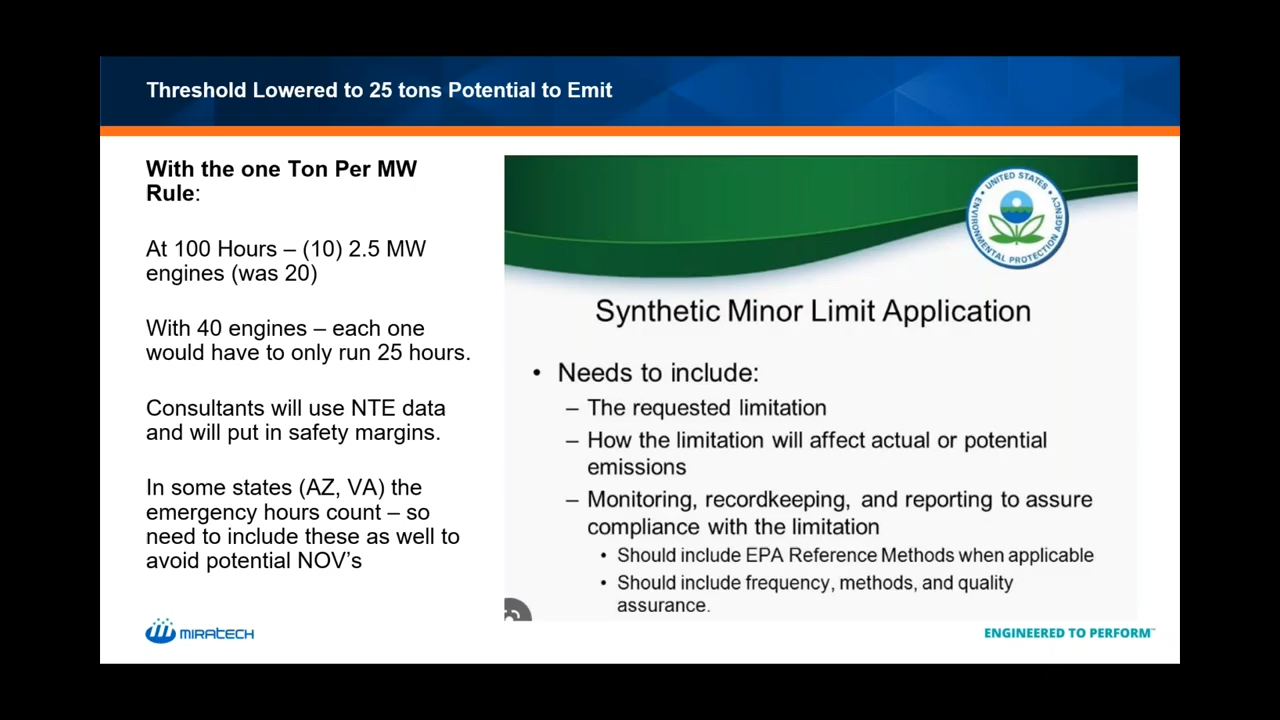 Threshold Lowered to 25 tons Potential to Emit
With the one Ton Per MW
Rule:
At 100 Hours – (10) 2.5 MW
engines (was 20)
With 40 engines – each one
would have to only run 25 hours.
Consultants will use NTE data
and will put in safety margins.
In some states (AZ, VA) the
emergency hours count – so
need to include these as well to
avoid potential NOV’s
UNITED STATES
ENVIRONMENTAL PROTECTION AGENCY
Synthetic Minor Limit Application
• Needs to include:
– The requested limitation
– How the limitation will affect actual or potential
emissions
– Monitoring, recordkeeping, and reporting to assure
compliance with the limitation
• Should include EPA Reference Methods when applicable
• Should include frequency, methods, and quality
assurance.
MIRATECH
ENGINEERED TO PERFORM™